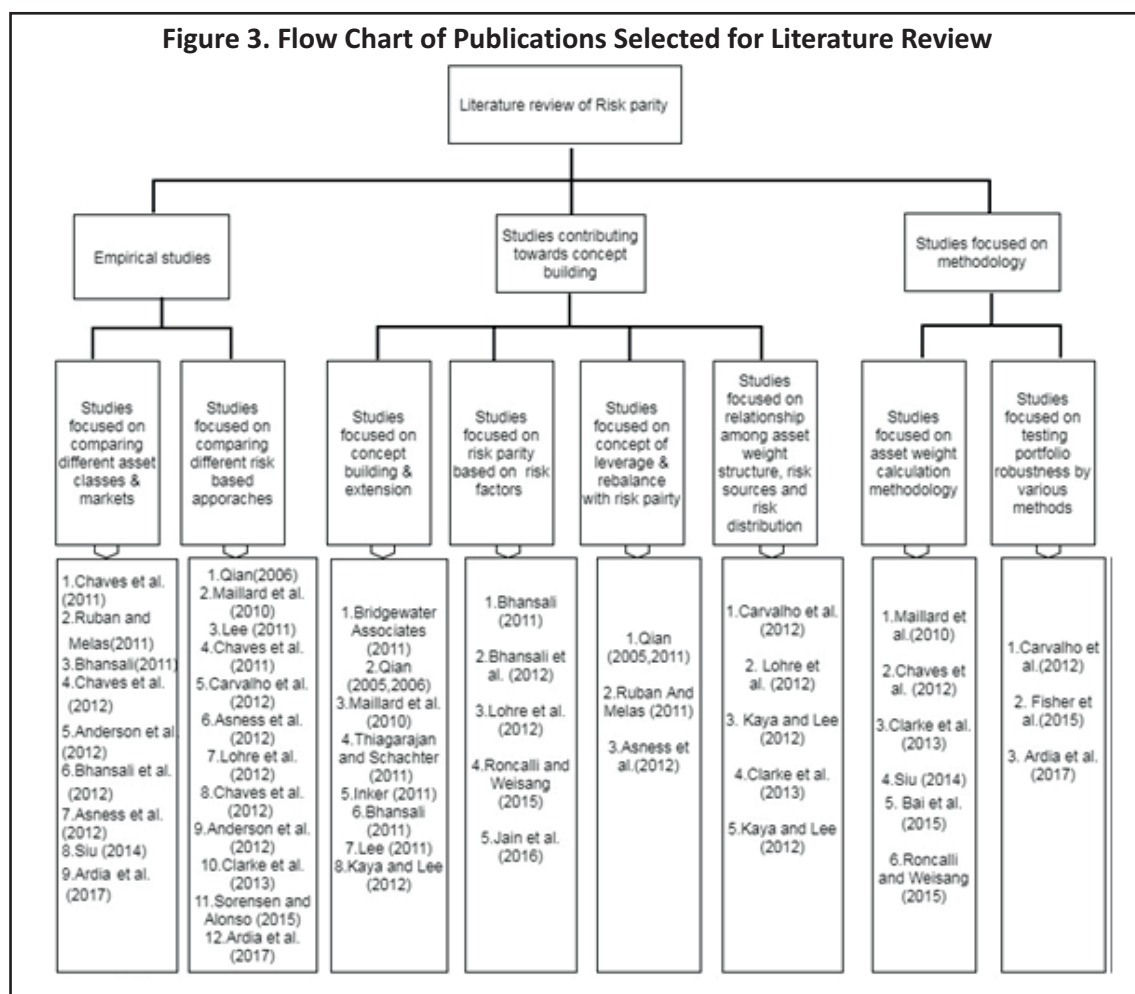 Figure 3. Flow Chart of Publications Selected for Literature Review
Literature review of Risk parity
Empirical studies
Studies contributing
towards concept
building
Studies focused on
methodology
Studies
focused on
comparing
different asset
classes & 
markets
Studies
focused on
comparing
different risk
based apporaches
Studies
focused on
concept
building &
extension
Studies
focused on
risk parity
based on risk
factors
Studies
focused on
concept of
leverage &
rebalance
with risk pairty
Studies
focused on
relationship
among asset
weight
structure, risk
sources and
risk
distribution
Studies
focused on
asset weight
calculation
methodology
Studies
focused on
testing
portfolio
robustness by
various
methods
1.Chaves et al.
(2011)
2.Ruban and
Melas(2011)
3.Bhansali(2011)
4.Chaves et al.
(2012)
5.Anderson et al.
(2012)
6.Bhansali et al.
(2012)
7.Asness et al.
(2012)
8.Siu (2014)
9.Ardia et al.
(2017)
1.Qian(2006)
2.Maillard et al.
(2010)
3.Lee (2011)
4.Chaves et al.
(2011)
5.Carvalho et al.
(2012)
6.Asness et al.
(2012)
7.Lohre et al.
(2012)
8.Chaves et al.
(2012)
9.Anderson et al.
(2012)
10.Clarke et al.
(2013)
11.Sorensen and
Alonso (2015)
12.Ardia et al.
(2017)
1.Bridgewater
Associates
(2011)
2.Qian
(2005,2006)
3.Maillard et al.
(2010)
4.Thiagarajan
and Schachter
(2011)
5.Inker (2011)
6.Bhansali
(2011)
7.Lee (2011)
8.Kaya and Lee
(2012)
1.Bhansali
(2011)
2.Bhansali et
al. (2012)
3.Lohre et al.
(2012)
4.Roncalli and
Weisang
(2015)
5.Jain et al.
(2016)
1.Qian
(2005,2011)
2.Ruban And
Melas (2011)
3.Asness et
al.(2012)
1.Carvalho et al.
(2012)
2. Lohre et
al. (2012)
3. Kaya and Lee
(2012)
4.Clarke et al.
(2013)
5.Kaya and Lee
(2012)
1.Maillard et
al.(2010)
2.Chaves et
al. (2012)
3.Clarke et al.
(2013)
4.Siu (2014)
5. Bai et al.
(2015)
6.Roncalli
and Weisang
(2015)
1.Carvalho et
al.(2012)
2. Fisher et
al.(2015)
3. Ardia et al.
(2017)